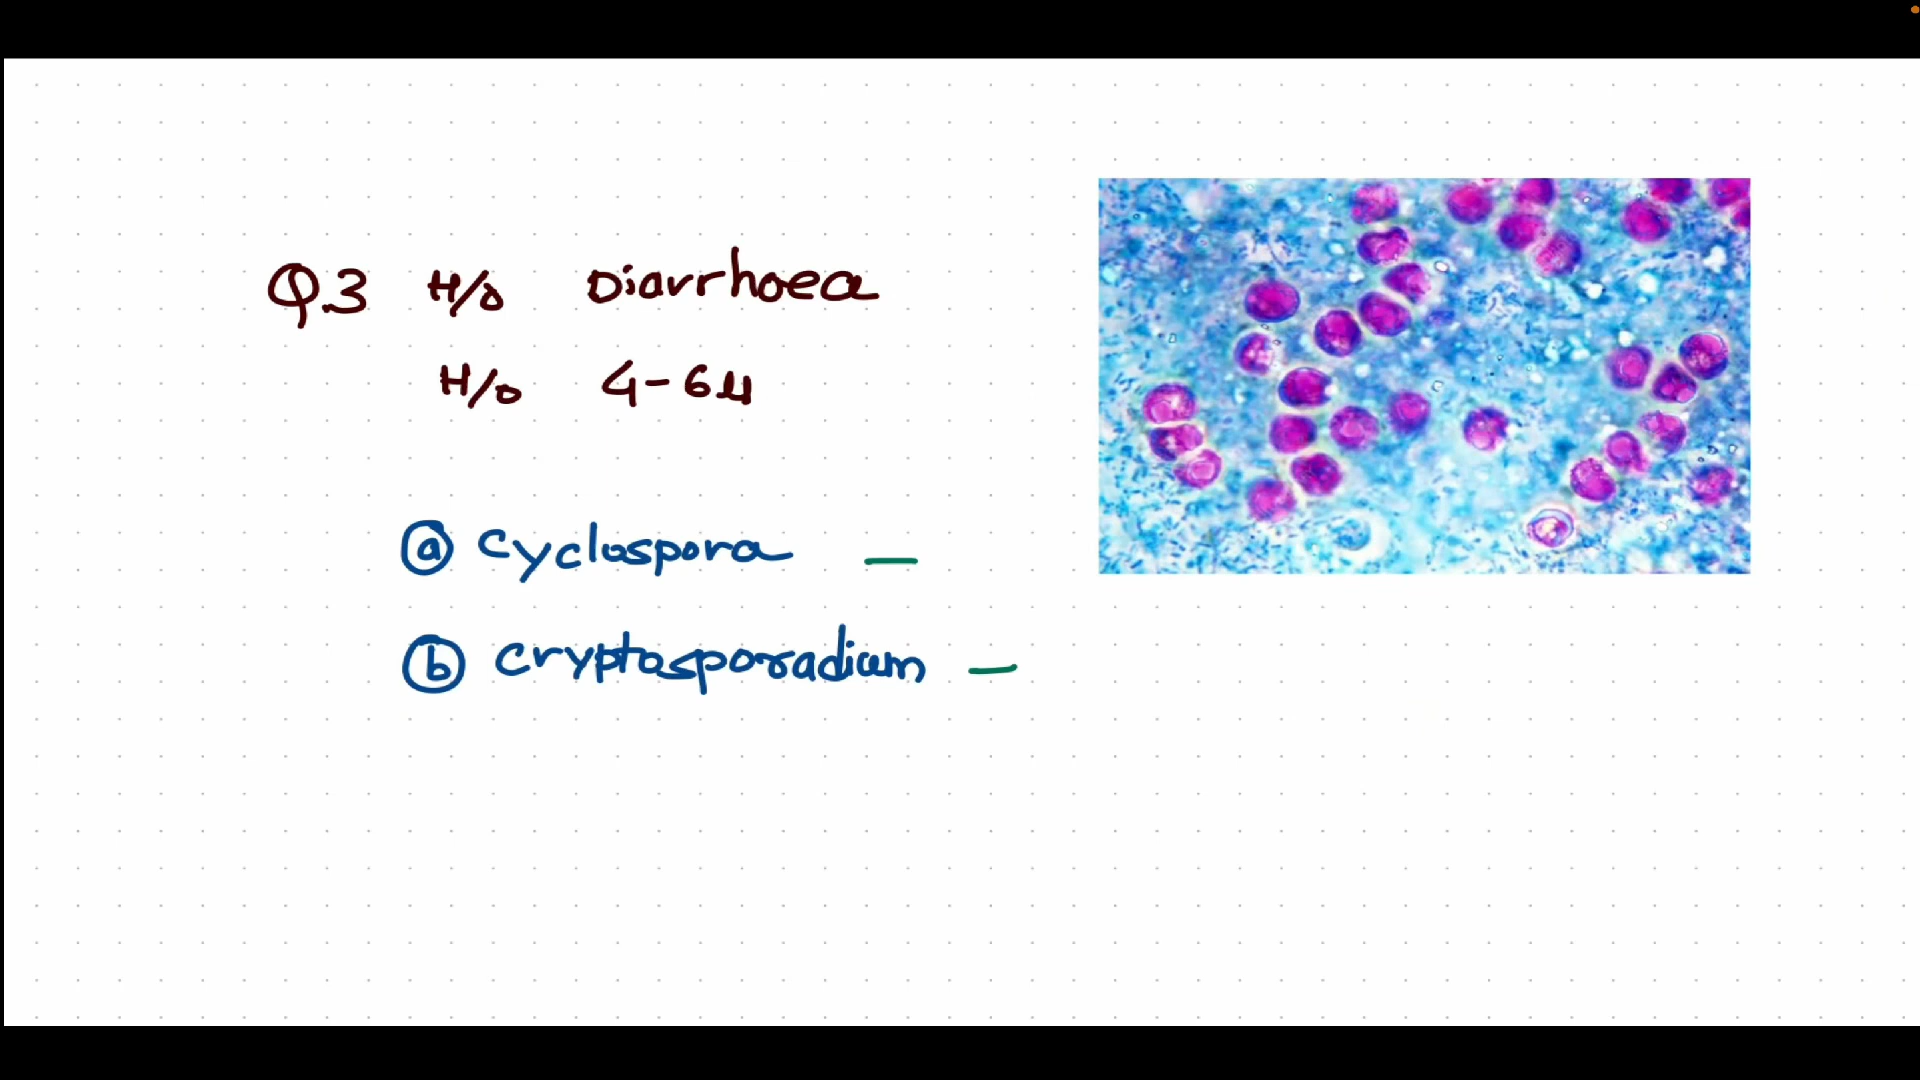 Q.3 H/o Diarrhoea
H/o 4-6µ
ⓐ Cyclospora —
ⓑ Cryptosporadium —